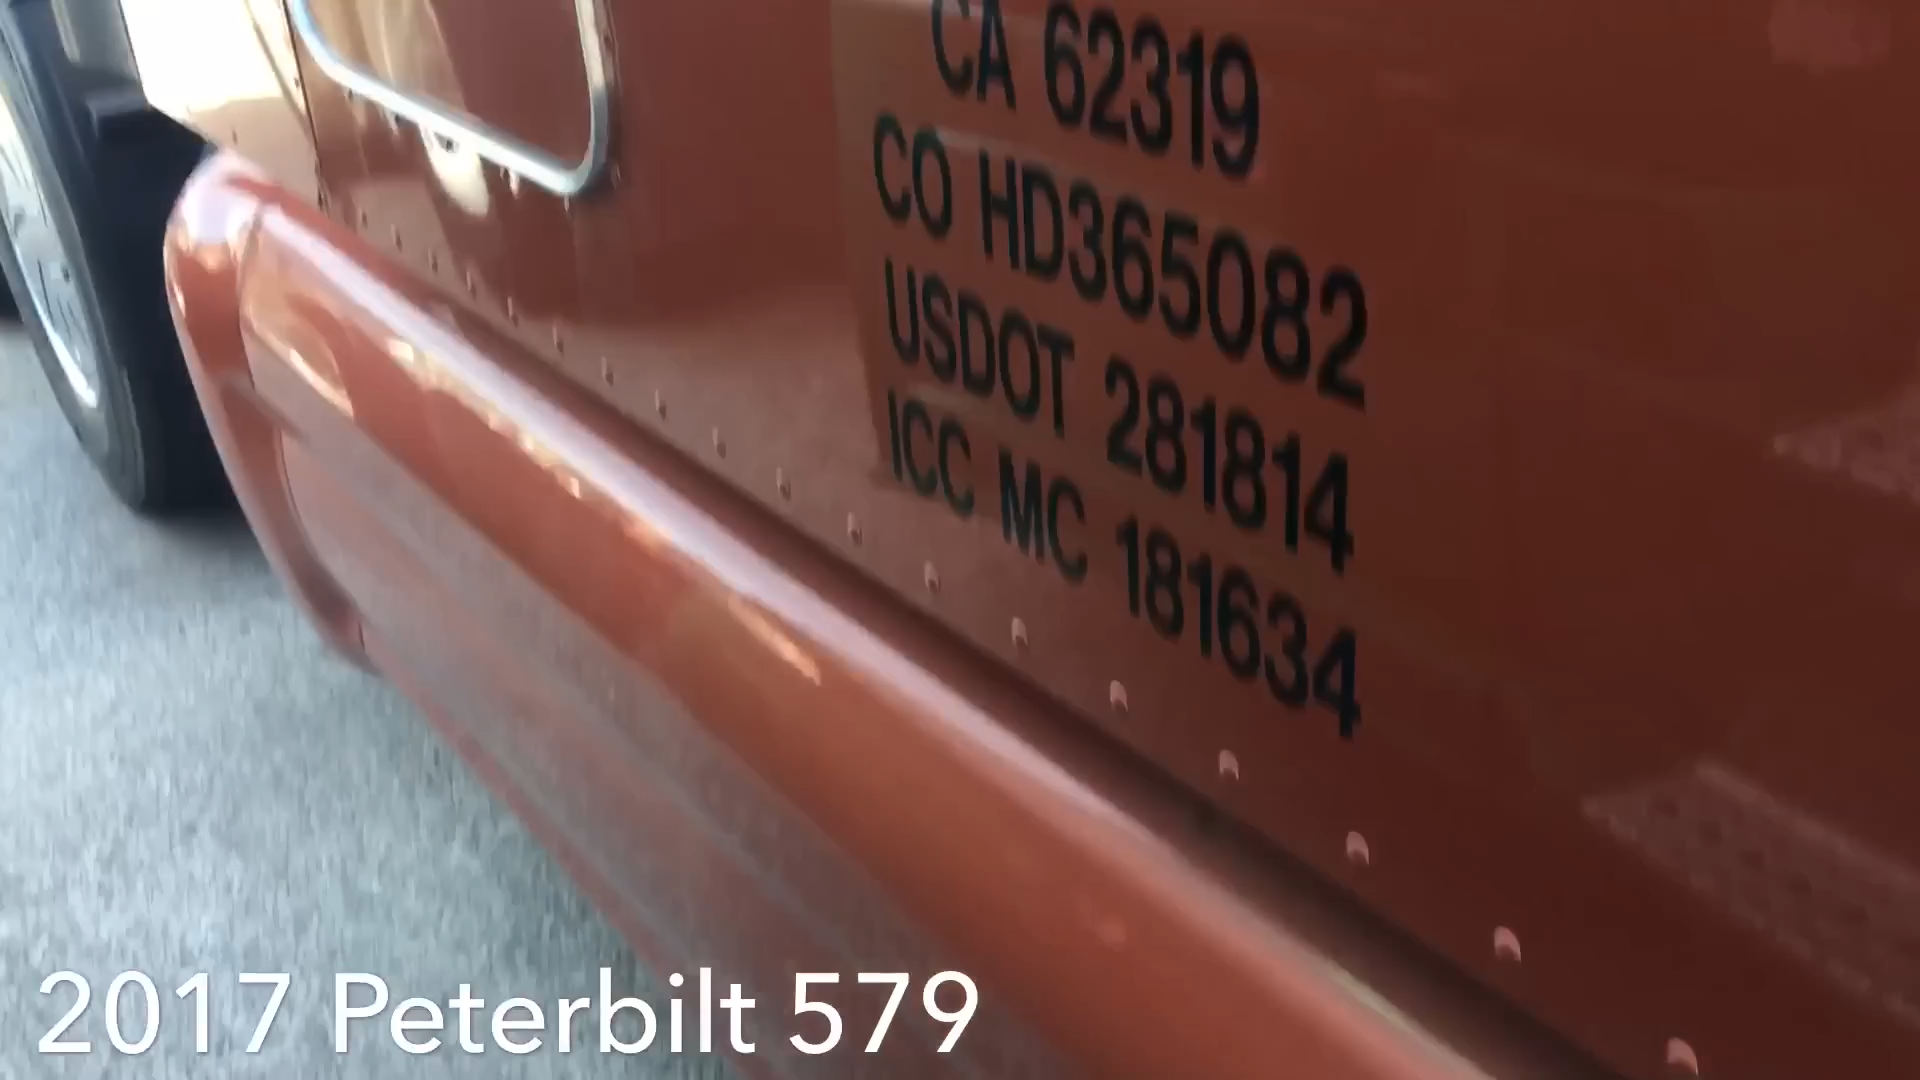 CA 62319
CO HD365082
USDOT 281814
ICC MC 181634
2017 Peterbilt 579